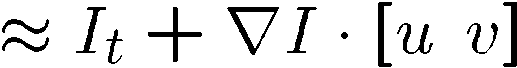 ≈ I_t + ∇I · [u v]